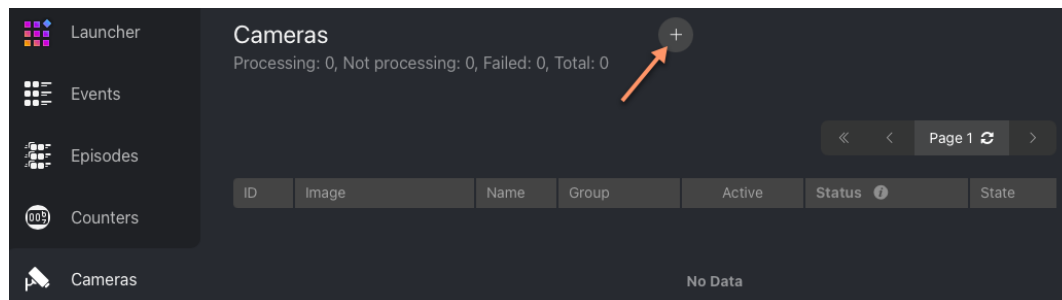 Launcher
Events
Episodes
Counters
Cameras
Cameras
+
Processing: 0, Not processing: 0, Failed: 0, Total: 0
« < Page 1 >
ID Image Name Group Active Status i State
No Data